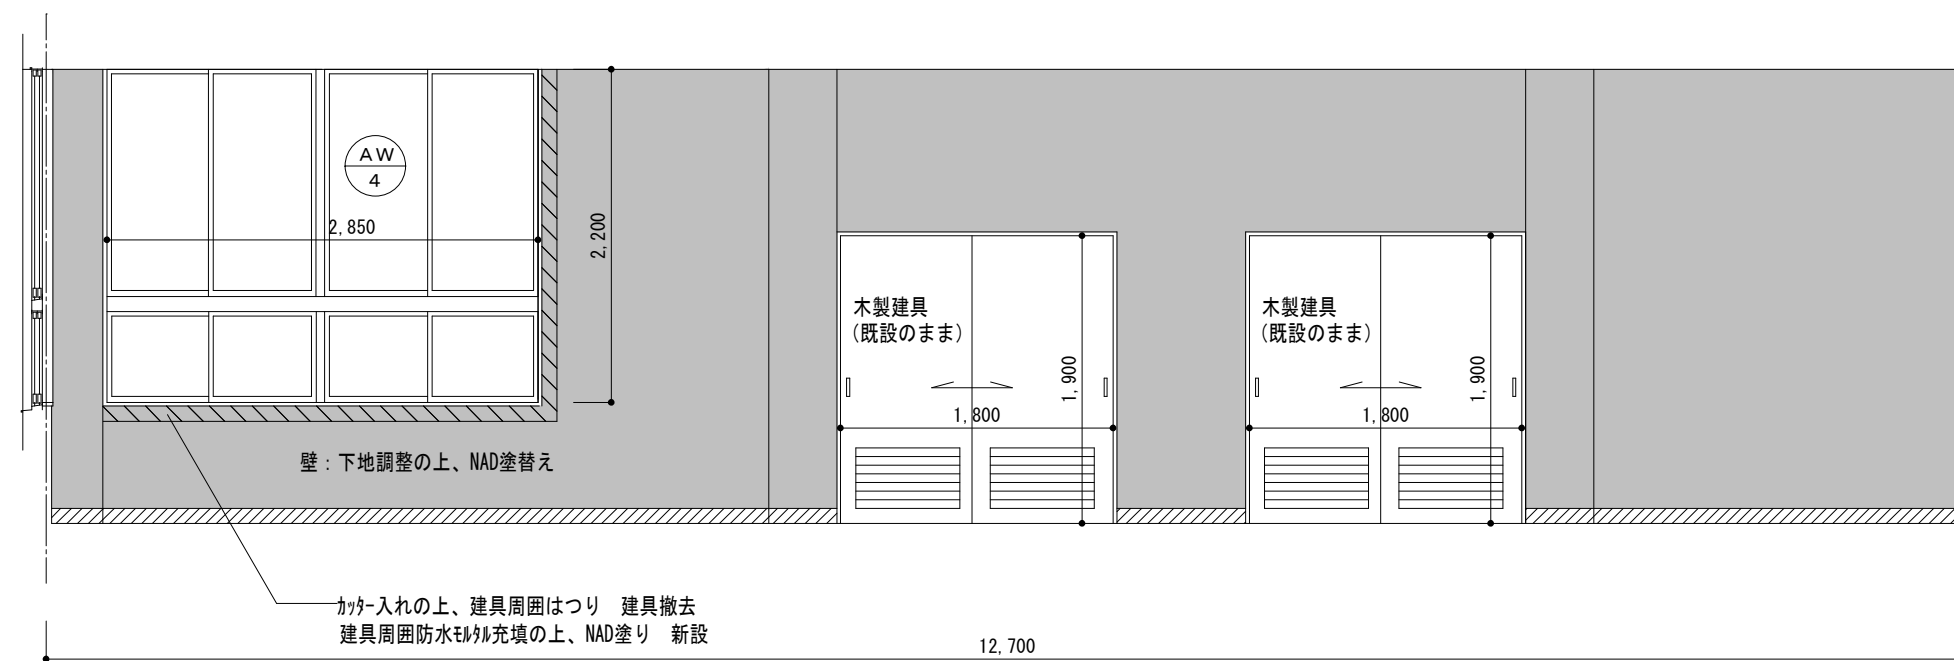 AW
4
2,850
2,200
木製建具
(既設のまま)
1,900
1,800
木製建具
(既設のまま)
1,900
1,800
壁：下地調整の上、NAD塗替え
ｶｯﾀｰ入れの上、建具周囲はつり　建具撤去
建具周囲防水ﾓﾙﾀﾙ充填の上、NAD塗り　新設
12,700